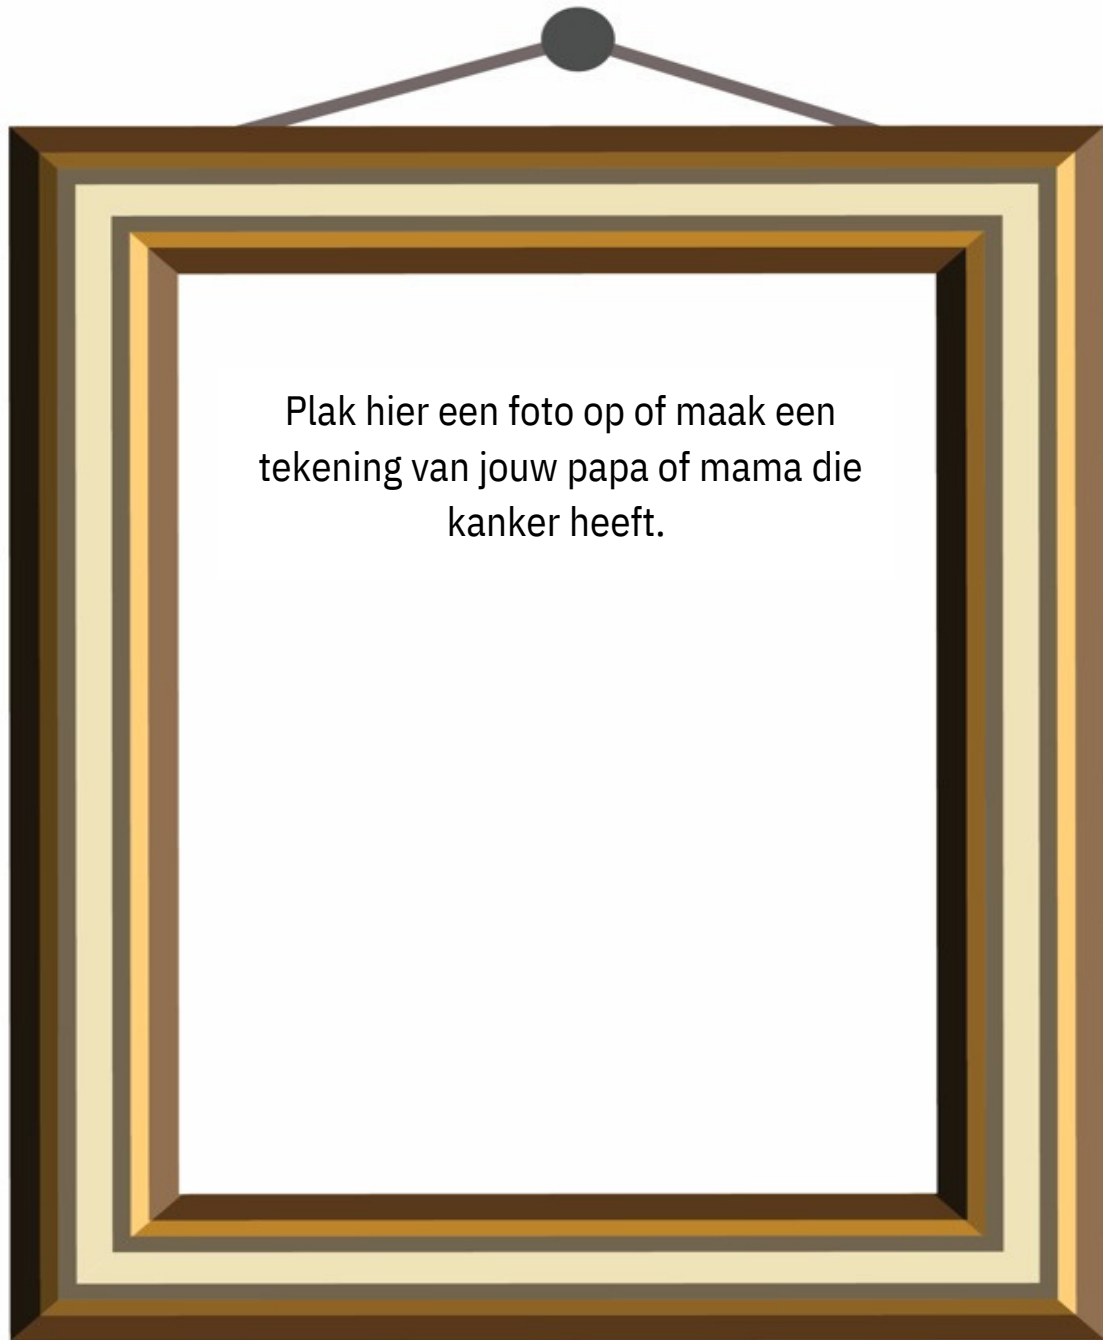 Plak hier een foto op of maak een
tekening van jouw papa of mama die
kanker heeft.